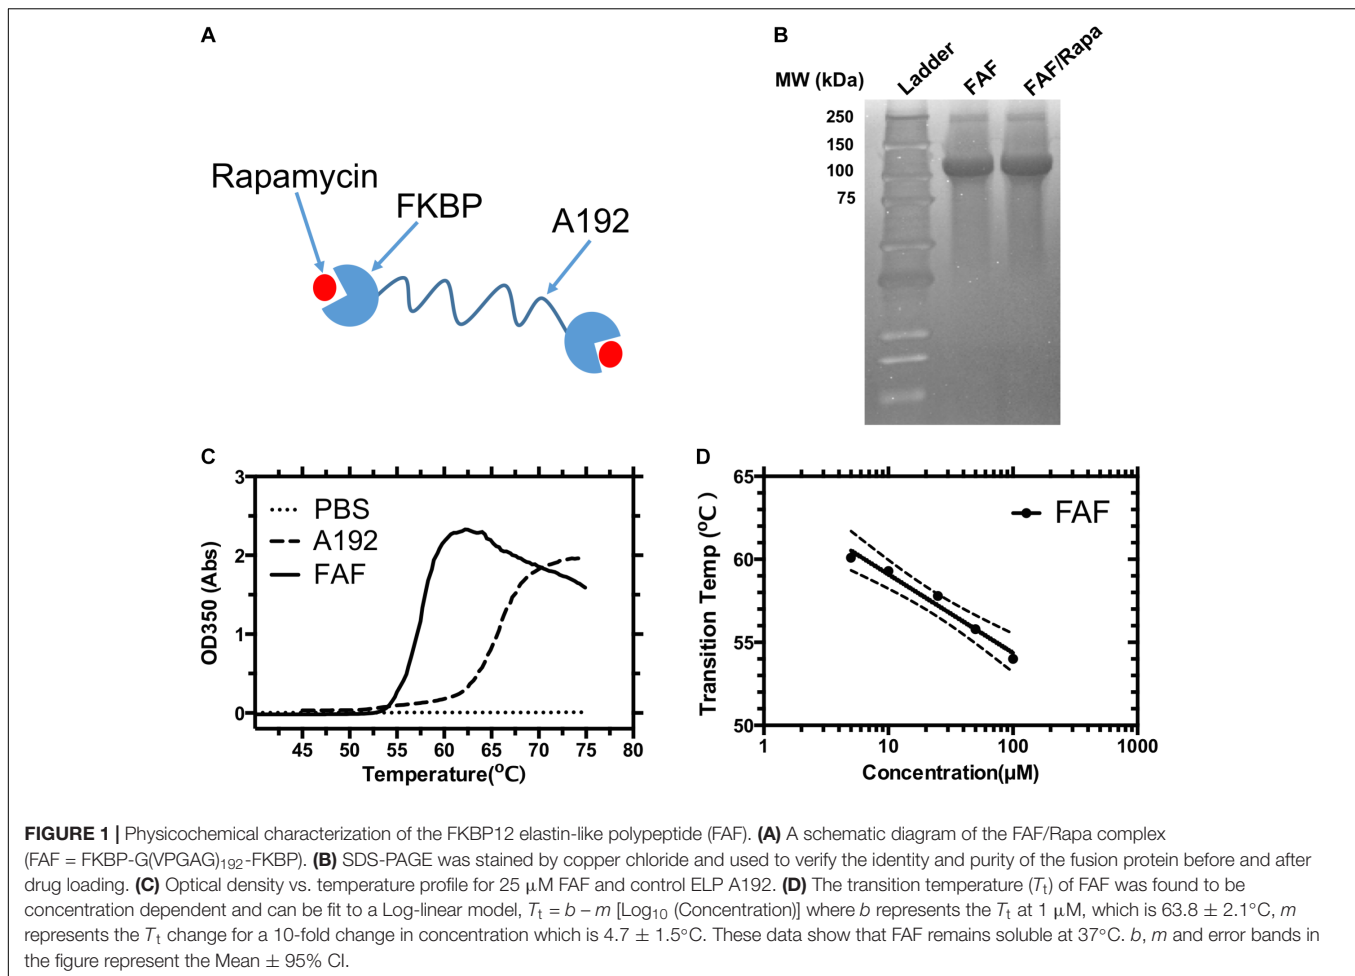 A
Rapamycin
FKBP
A192
B
MW (kDa)
Ladder
FAF
FAF/Rapa
250
150
100
75
C
OD350 (Abs)
3
2
1
0
PBS
A192
FAF
45 50 55 60 65 70 75 80
Temperature(°C)
D
Transition Temp (°C)
65
60
55
50
FAF
1 10 100 1000
Concentration(μM)
FIGURE 1 | Physicochemical characterization of the FKBP12 elastin-like polypeptide (FAF). (A) A schematic diagram of the FAF/Rapa complex
(FAF = FKBP-G(VPGAG)192-FKBP). (B) SDS-PAGE was stained by copper chloride and used to verify the identity and purity of the fusion protein before and after
drug loading. (C) Optical density vs. temperature profile for 25 μM FAF and control ELP A192. (D) The transition temperature (Tt) of FAF was found to be
concentration dependent and can be fit to a Log-linear model, Tt = b – m [Log10 (Concentration)] where b represents the Tt at 1 μM, which is 63.8 ± 2.1°C, m
represents the Tt change for a 10-fold change in concentration which is 4.7 ± 1.5°C. These data show that FAF remains soluble at 37°C. b, m and error bands in
the figure represent the Mean ± 95% CI.